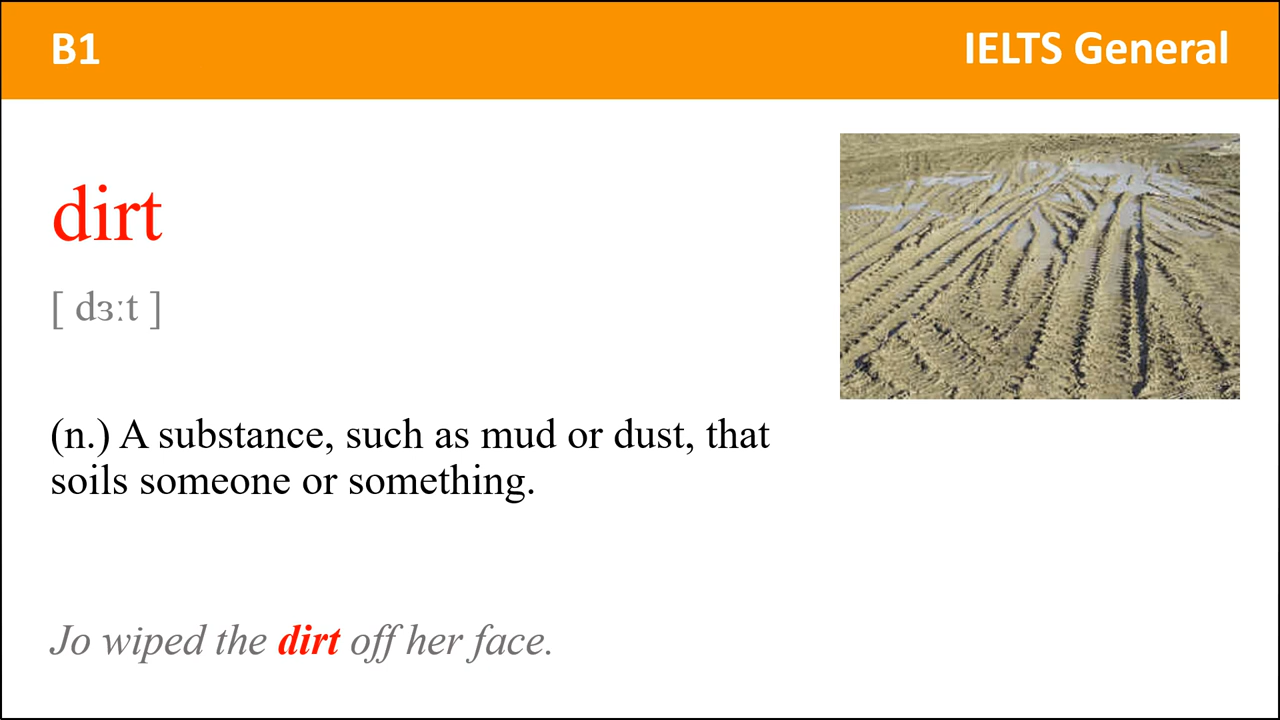 B1
IELTS General
dirt
[ dɜːt ]
(n.) A substance, such as mud or dust, that
soils someone or something.
Jo wiped the dirt off her face.